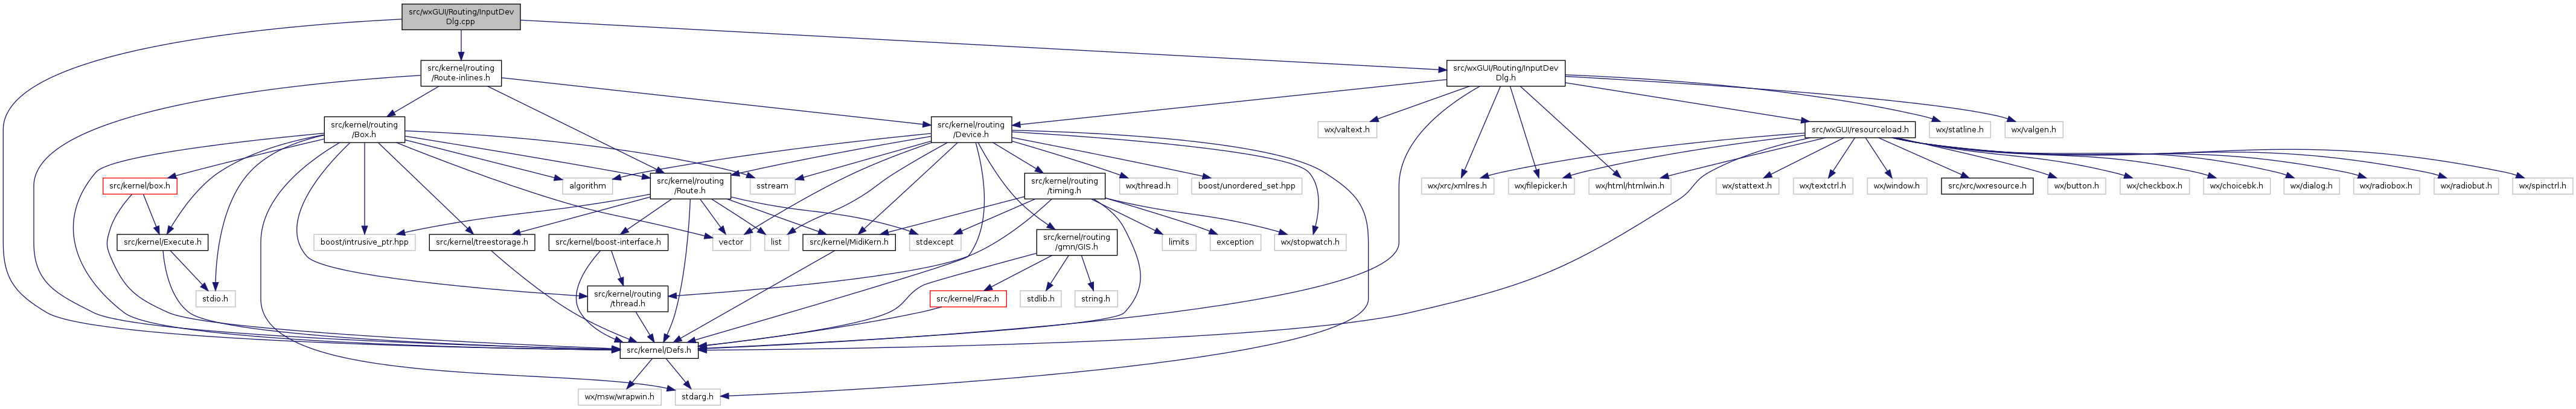 src/wxGUI/Routing/InputDev
Dlg.cpp
src/kernel/routing
/Route-inlines.h
src/wxGUI/Routing/InputDev
Dlg.h
src/kernel/routing
/Box.h
src/kernel/routing
/Device.h
wx/valtext.h
src/wxGUI/resourceload.h
wx/statline.h
wx/valgen.h
src/kernel/box.h
algorithm
src/kernel/routing
/Route.h
sstream
src/kernel/routing
/timing.h
wx/thread.h
boost/unordered_set.hpp
wx/xrc/xmlres.h
wx/filepicker.h
wx/html/htmlwin.h
wx/stattext.h
wx/textctrl.h
wx/window.h
src/xrc/wxresource.h
wx/button.h
wx/checkbox.h
wx/choicebk.h
wx/dialog.h
wx/radiobox.h
wx/radiobut.h
wx/spinctrl.h
src/kernel/Execute.h
boost/intrusive_ptr.hpp
src/kernel/treestorage.h
src/kernel/boost-interface.h
vector
list
src/kernel/MidiKern.h
stdexcept
src/kernel/routing
/gmn/GIS.h
limits
exception
wx/stopwatch.h
stdio.h
src/kernel/routing
/thread.h
src/kernel/Frac.h
stdlib.h
string.h
src/kernel/Defs.h
wx/msw/wrapwin.h
stdarg.h